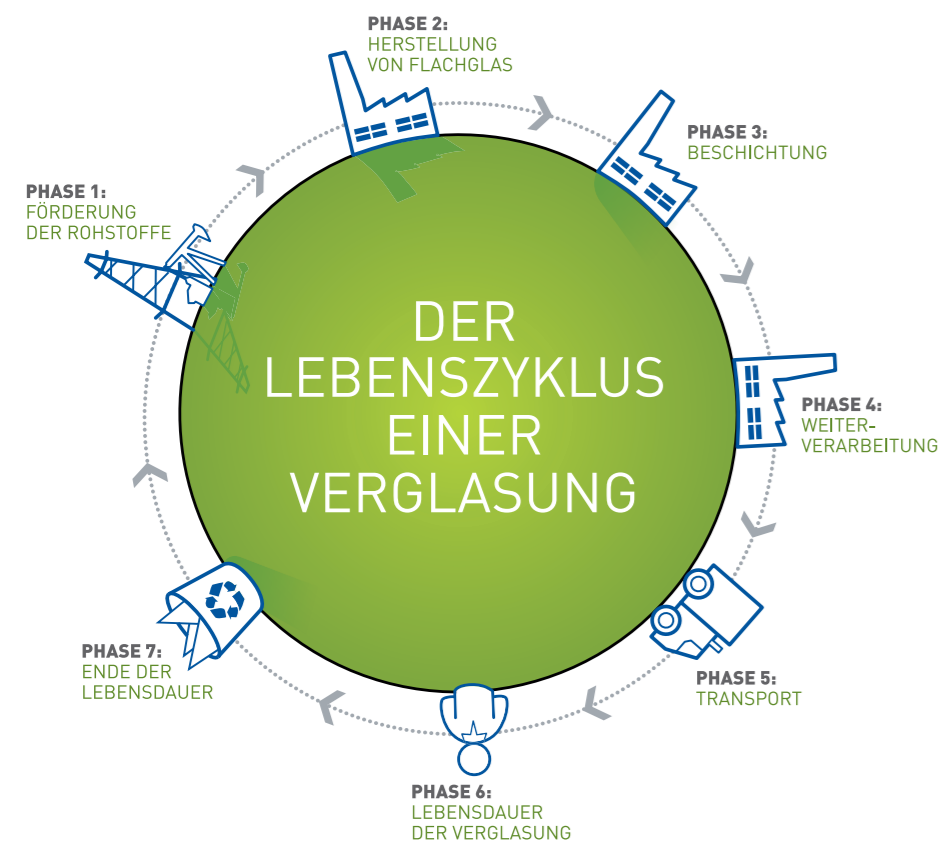 PHASE 1:
FÖRDERUNG
DER ROHSTOFFE
PHASE 2:
HERSTELLUNG
VON FLACHGLAS
PHASE 3:
BESCHICHTUNG
PHASE 4:
WEITER-
VERARBEITUNG
PHASE 5:
TRANSPORT
PHASE 6:
LEBENSDAUER
DER VERGLASUNG
PHASE 7:
ENDE DER
LEBENSDAUER
DER
LEBENSZYKLUS
EINER
VERGLASUNG